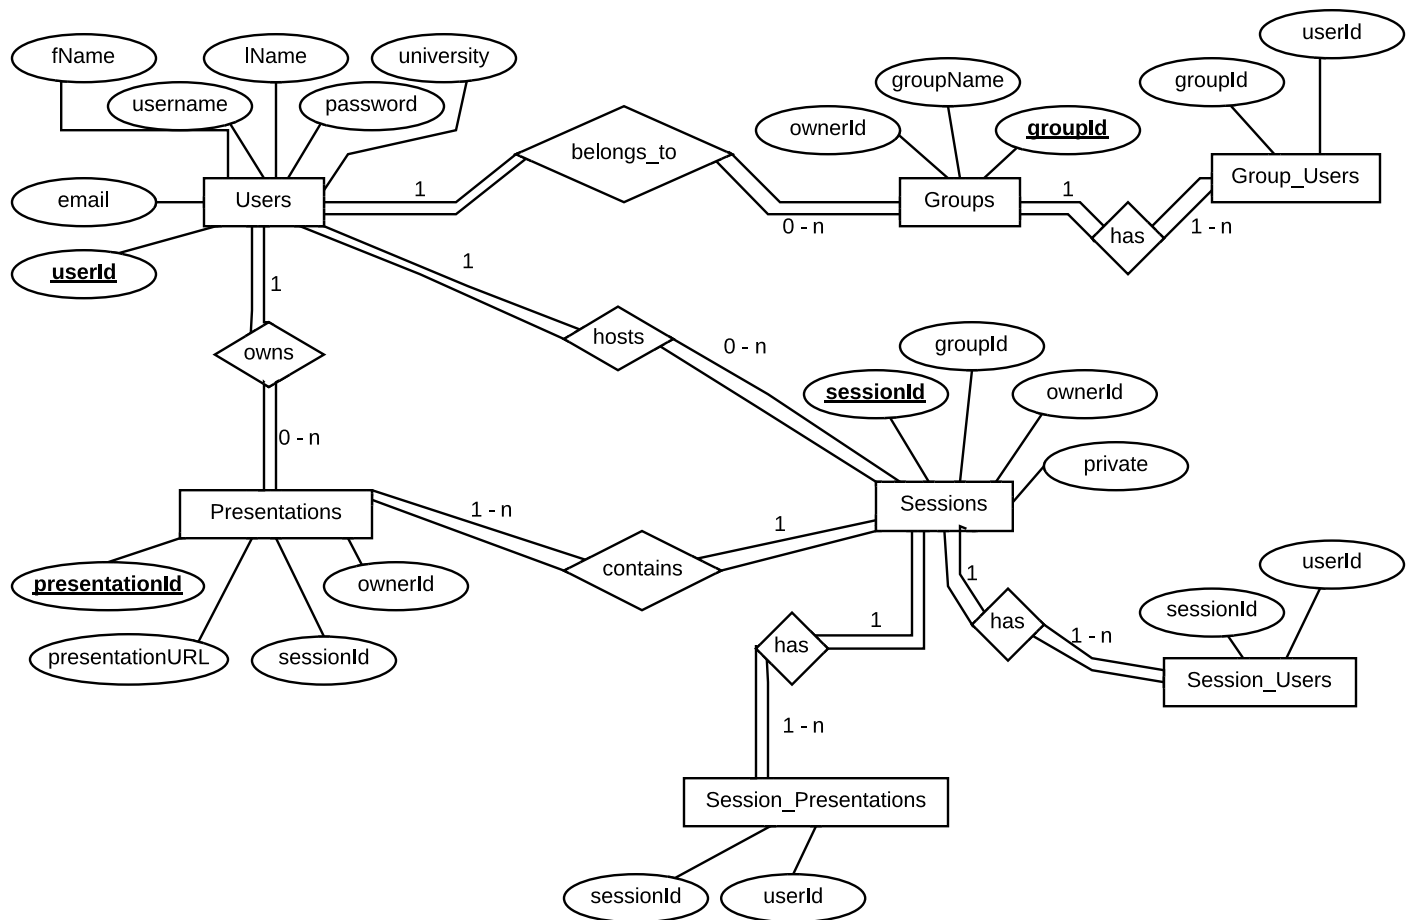 userId
fName
lName
university
groupName
groupId
username
password
ownerId
groupId
belongs_to
Group_Users
1
1
email
Users
Groups
0 - n
has
1 - n
userId
1
1
hosts
owns
0 - n
groupId
sessionId
ownerId
0 - n
private
Presentations
1 - n
Sessions
1
contains
presentationId
ownerId
1
userId
sessionId
1
has
has
1 - n
presentationURL
sessionId
Session_Users
1 - n
Session_Presentations
sessionId
userId